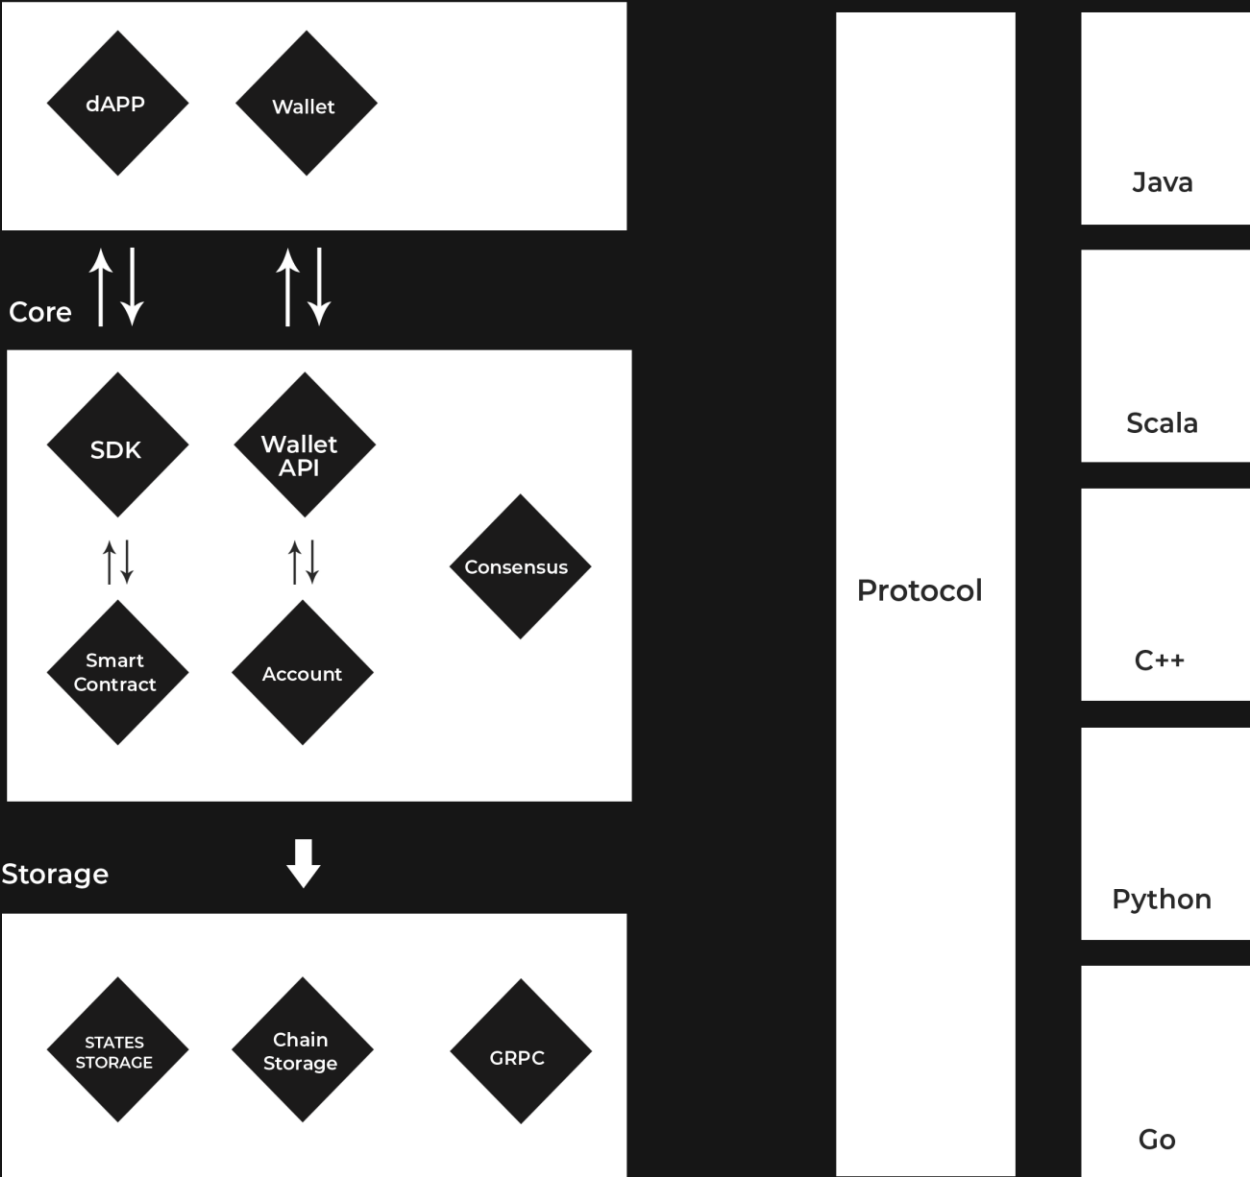 dAPP
Wallet
Core
SDK
Wallet
API
Consensus
Smart
Contract
Account
Storage
STATES
STORAGE
Chain
Storage
GRPC
Protocol
Java
Scala
C++
Python
Go